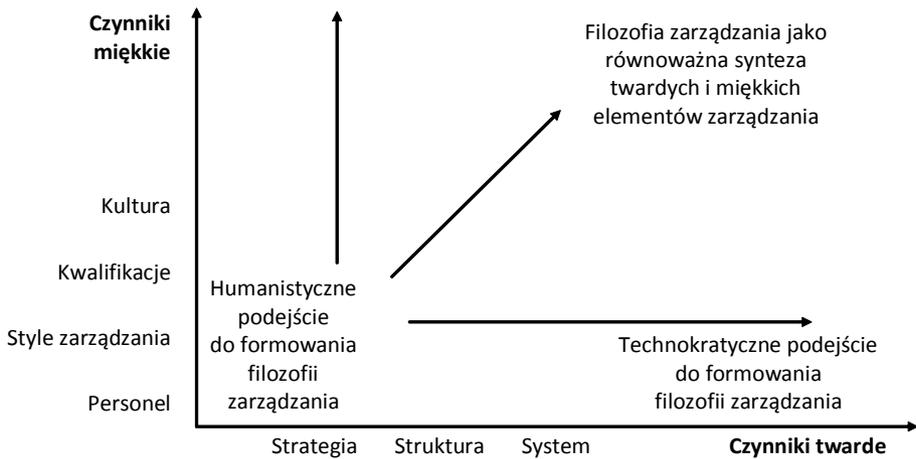 Czynniki
miękkie
Filozofia zarządzania jako
równoważna synteza
twardych i miękkich
elementów zarządzania
Kultura
Kwalifikacje
Style zarządzania
Personel
Humanistyczne
podejście
do formowania
filozofii
zarządzania
Technokratyczne podejście
do formowania
filozofii zarządzania
Strategia Struktura System Czynniki twarde